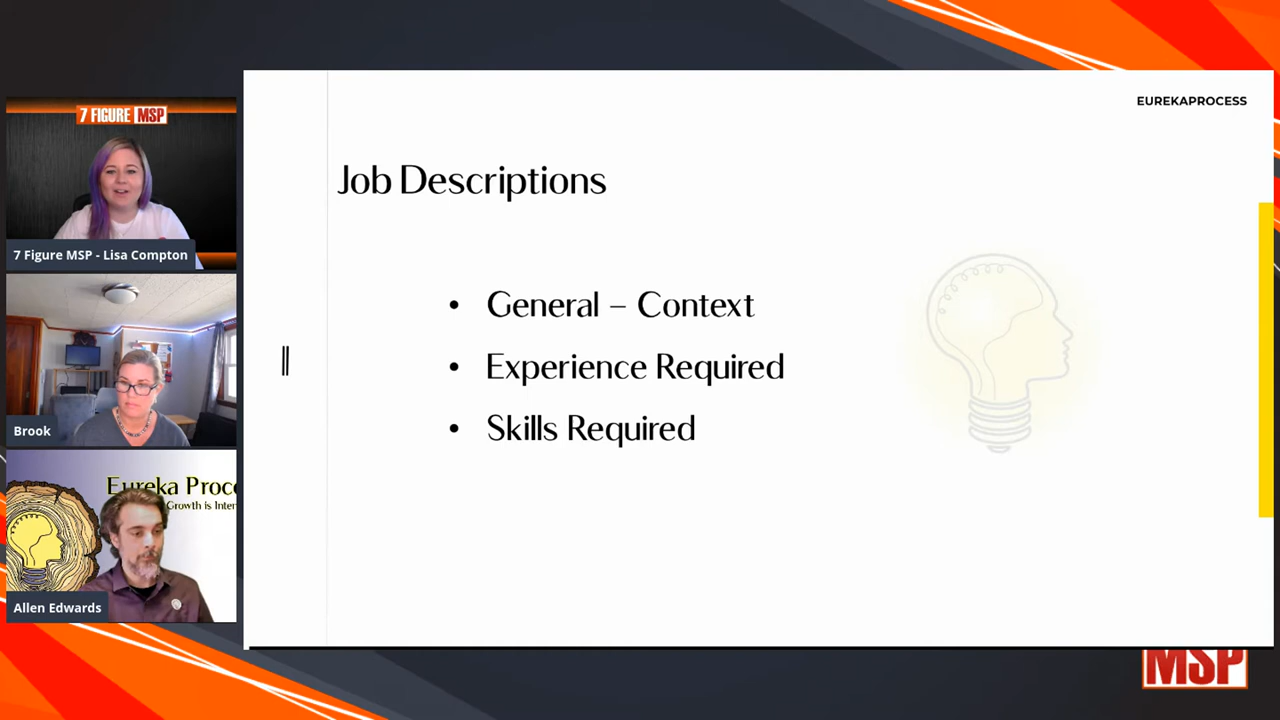 7 FIGURE MSP
7 Figure MSP - Lisa Compton
Brook
Eureka Proc
Growth is Inter
Allen Edwards
EUREKAPROCESS
Job Descriptions
• General – Context
• Experience Required
• Skills Required
MSP